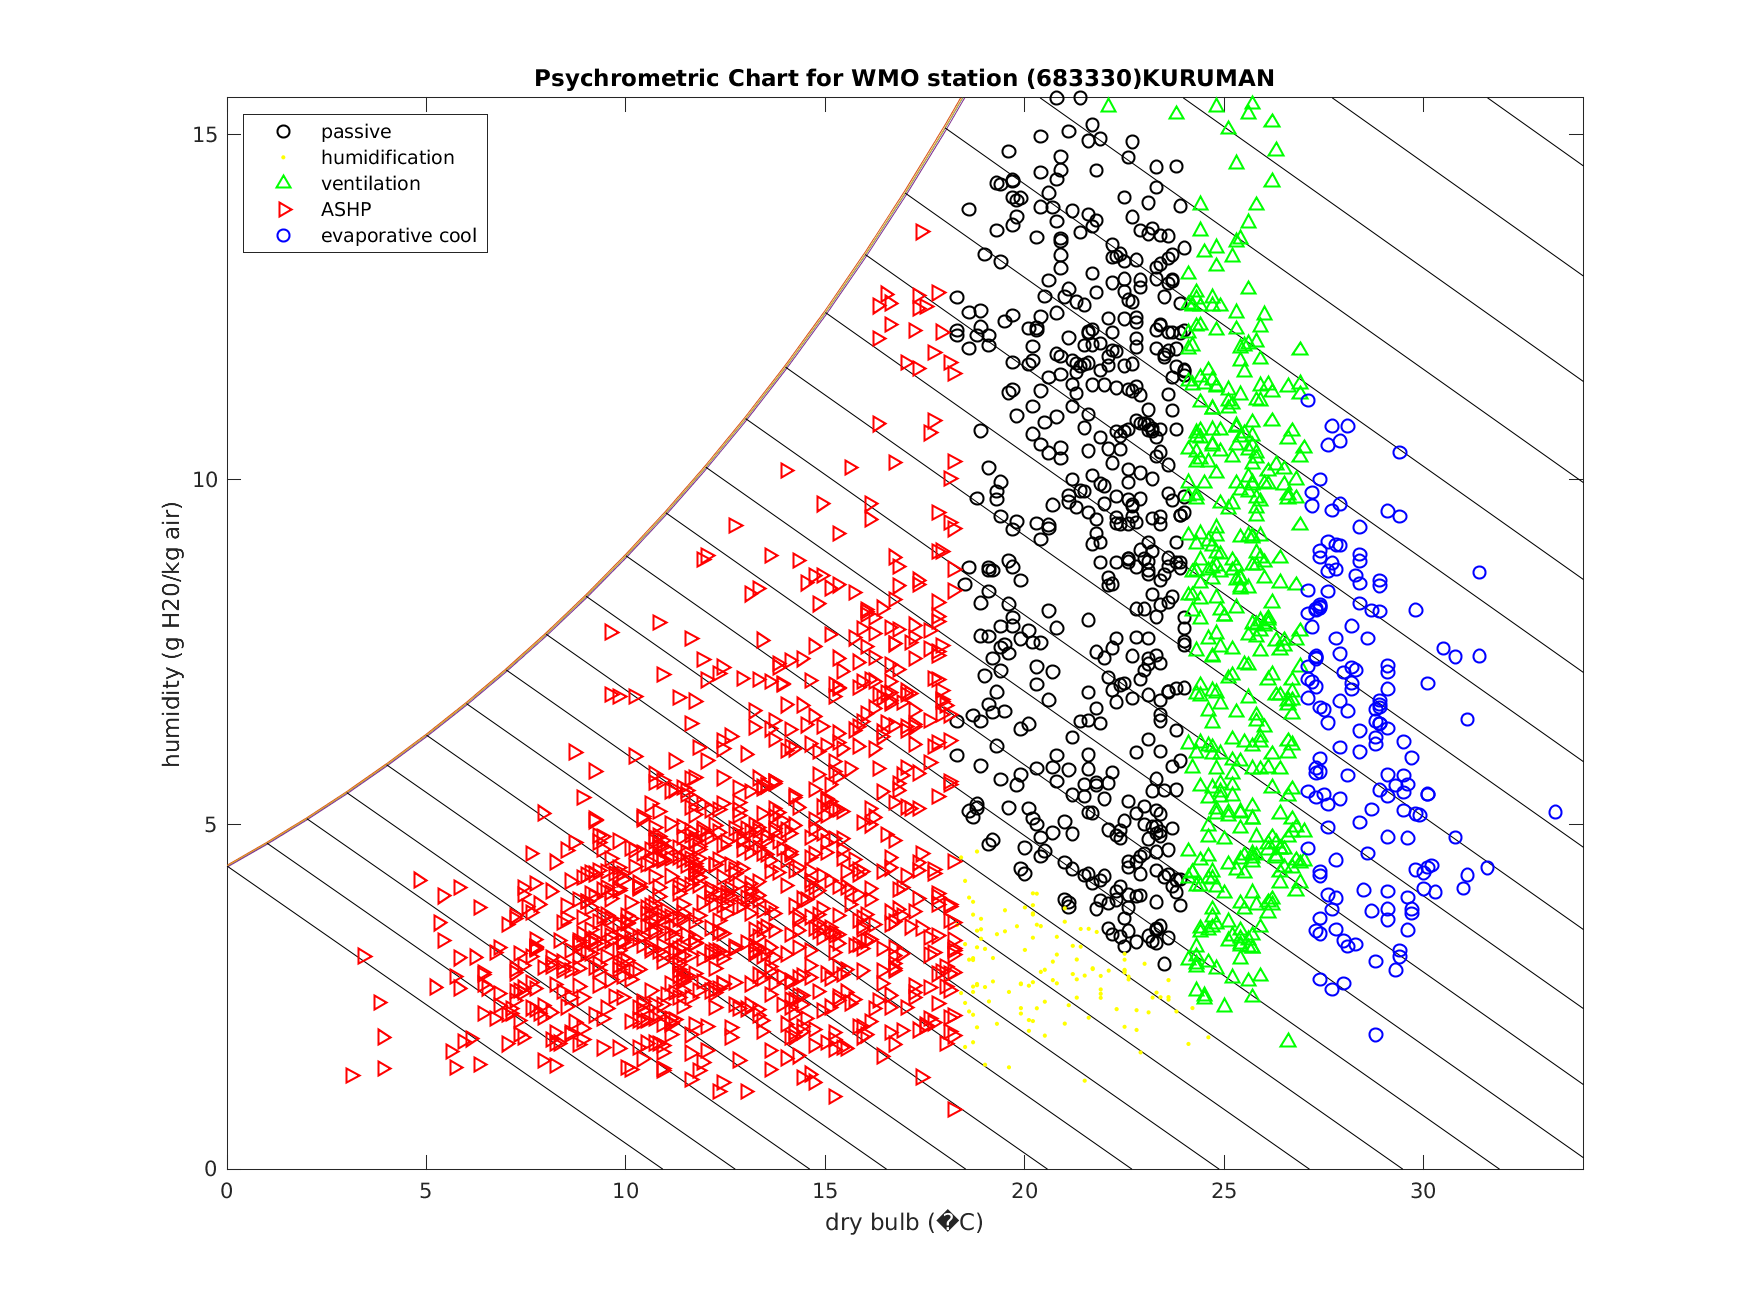 Psychrometric Chart for WMO station (683330)KURUMAN
passive
humidification
ventilation
ASHP
evaporative cool
15
10
5
0
humidity (g H20/kg air)
0 5 10 15 20 25 30
dry bulb (�C)